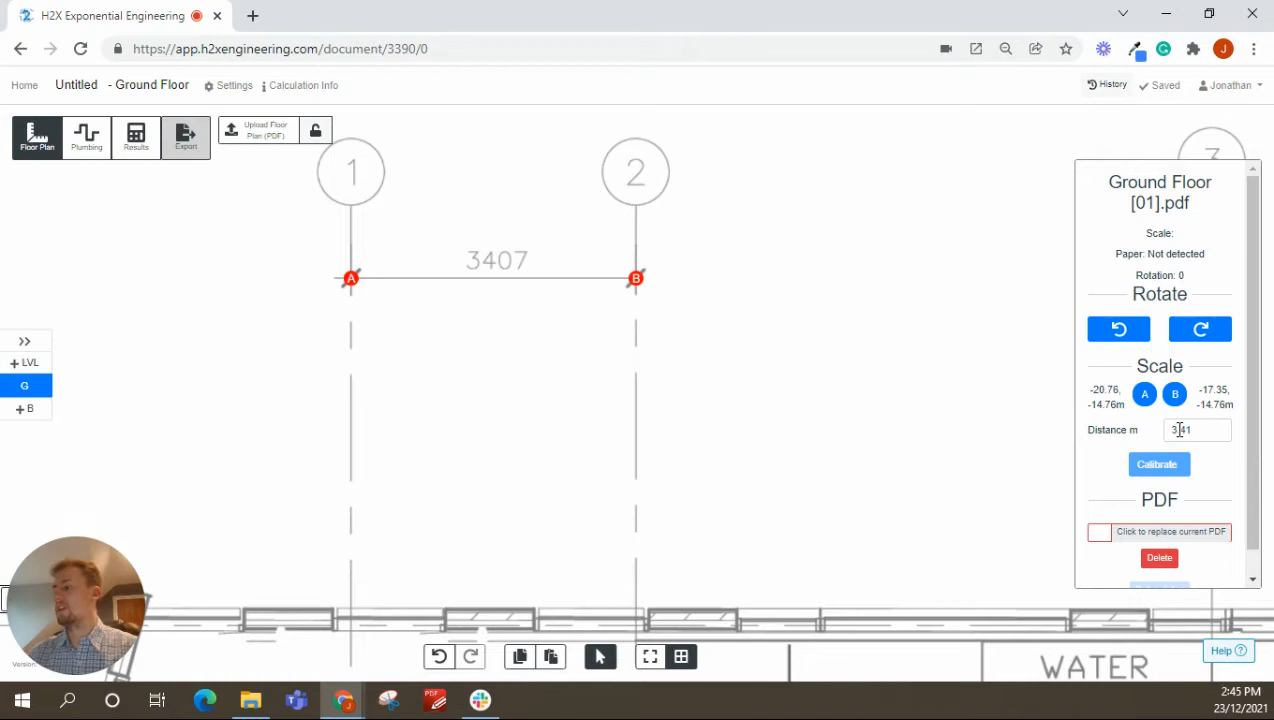 H2X Exponential Engineering
https://app.h2xengineering.com/document/3390/0
J
Home
Untitled - Ground Floor
Settings
Calculation Info
History
Saved
Jonathan
Floor Plan
Plumbing
Results
Export
Upload Floor
Plan (PDF)
1
2
3407
A
B
Ground Floor
[01].pdf
Scale:
Paper: Not detected
Rotation: 0
Rotate
Scale
-20.76,
-14.76m
A
B
-17.35,
-14.76m
Distance m
3.41
Calibrate
PDF
Click to replace current PDF
Delete
LVL
G
B
WATER
Help
2:45 PM
23/12/2021